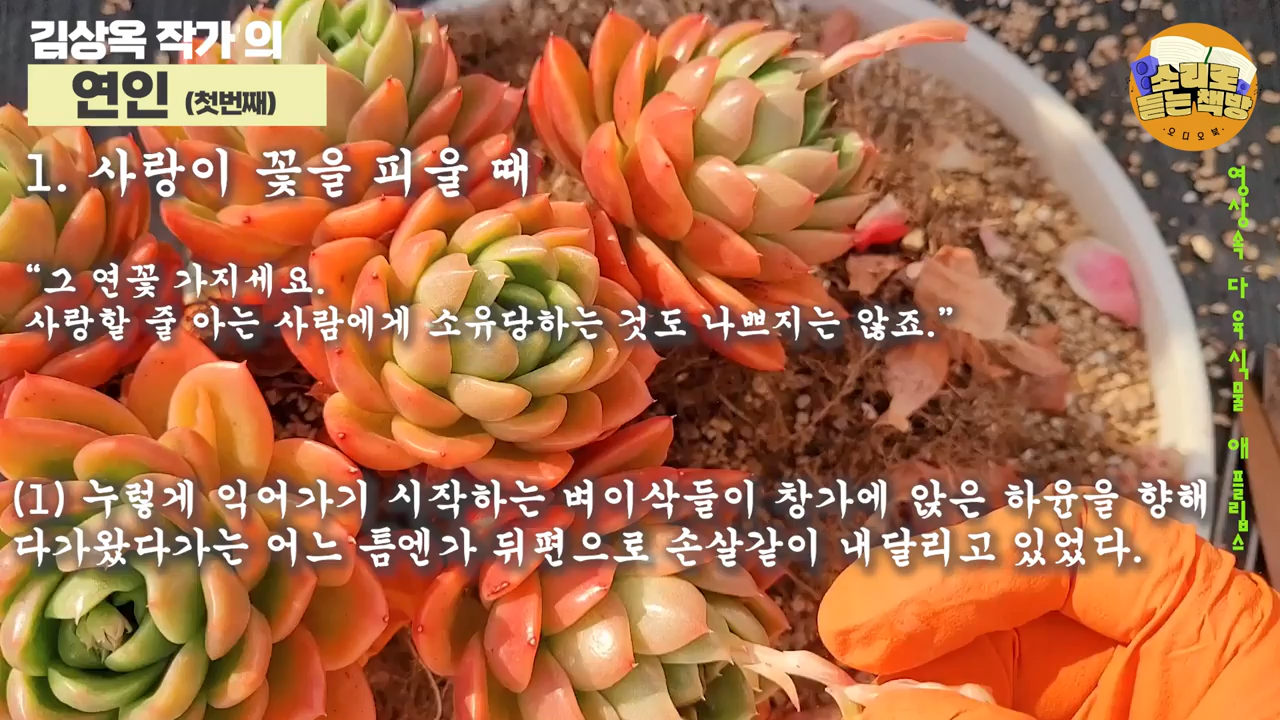 김상옥 작가 의
연인 (첫번째)
소리로
듣는 책방
·오디오북·
1. 사랑이 꽃을 피울 때
“그 연꽃 가지세요.
사랑할 줄 아는 사람에게 소유당하는 것도 나쁘지는 않죠.”
(1) 누렇게 익어가기 시작하는 벼이삭들이 창가에 앉은 하윤을 향해
다가왔다가는 어느 틈엔가 뒤편으로 손살같이 내달리고 있었다.
영상속 다육식물 애플림스